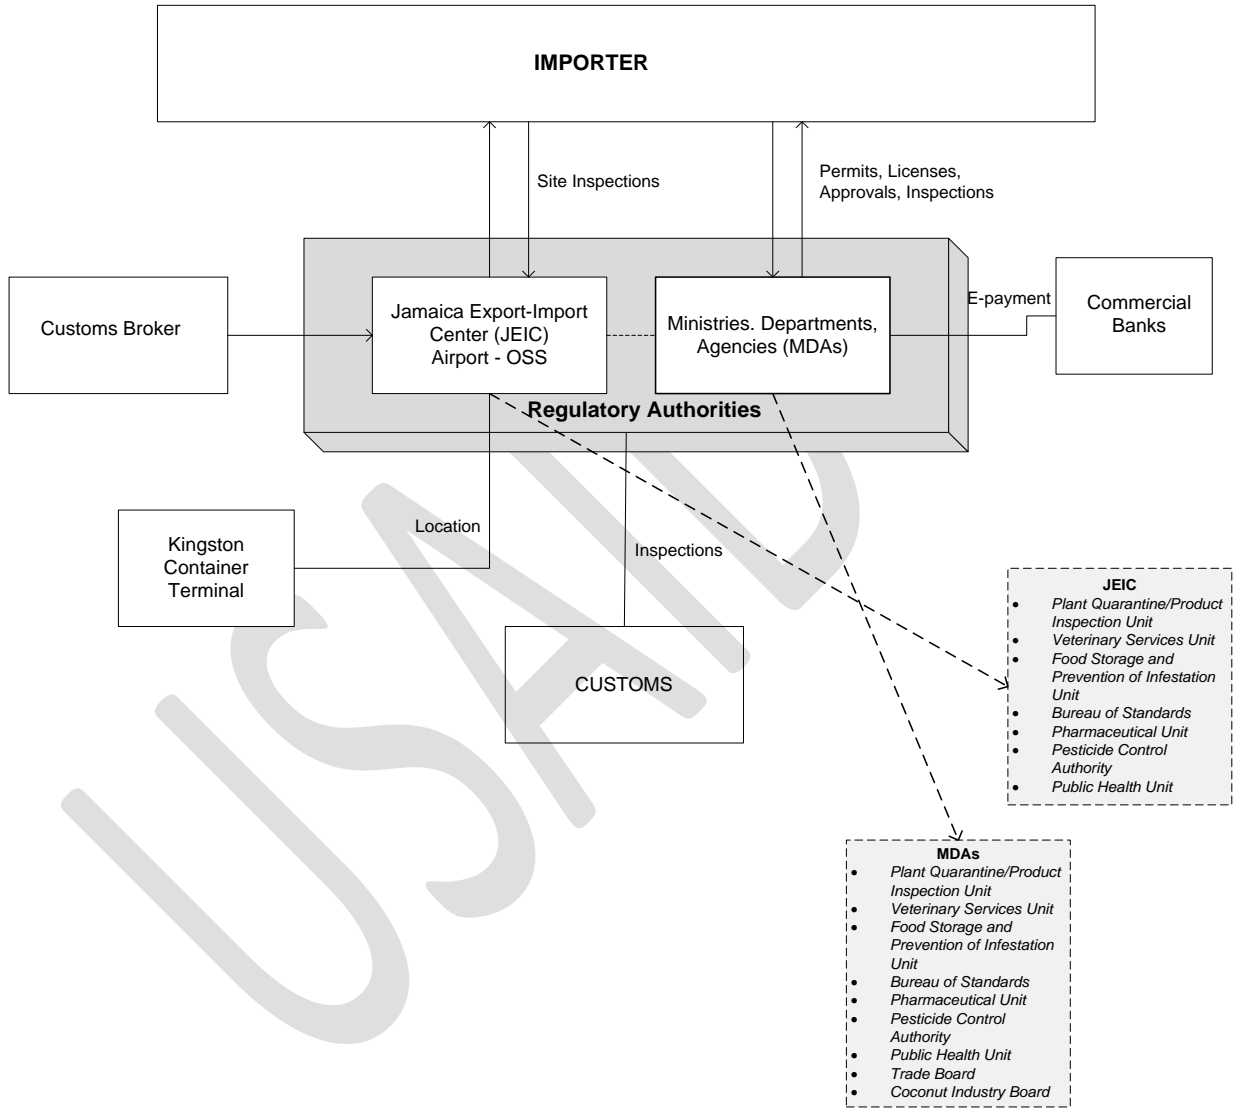 IMPORTER
Site Inspections
Permits, Licenses,
Approvals, Inspections
Customs Broker
Jamaica Export-Import
Center (JEIC)
Airport - OSS
Ministries. Departments,
Agencies (MDAs)
E-payment
Commercial
Banks
Regulatory Authorities
Kingston
Container
Terminal
Location
Inspections
CUSTOMS
JEIC
• Plant Quarantine/Product
Inspection Unit
• Veterinary Services Unit
• Food Storage and
Prevention of Infestation
Unit
• Bureau of Standards
• Pharmaceutical Unit
• Pesticide Control
Authority
• Public Health Unit
MDAs
• Plant Quarantine/Product
Inspection Unit
• Veterinary Services Unit
• Food Storage and
Prevention of Infestation
Unit
• Bureau of Standards
• Pharmaceutical Unit
• Pesticide Control
Authority
• Public Health Unit
• Trade Board
• Coconut Industry Board
USAID